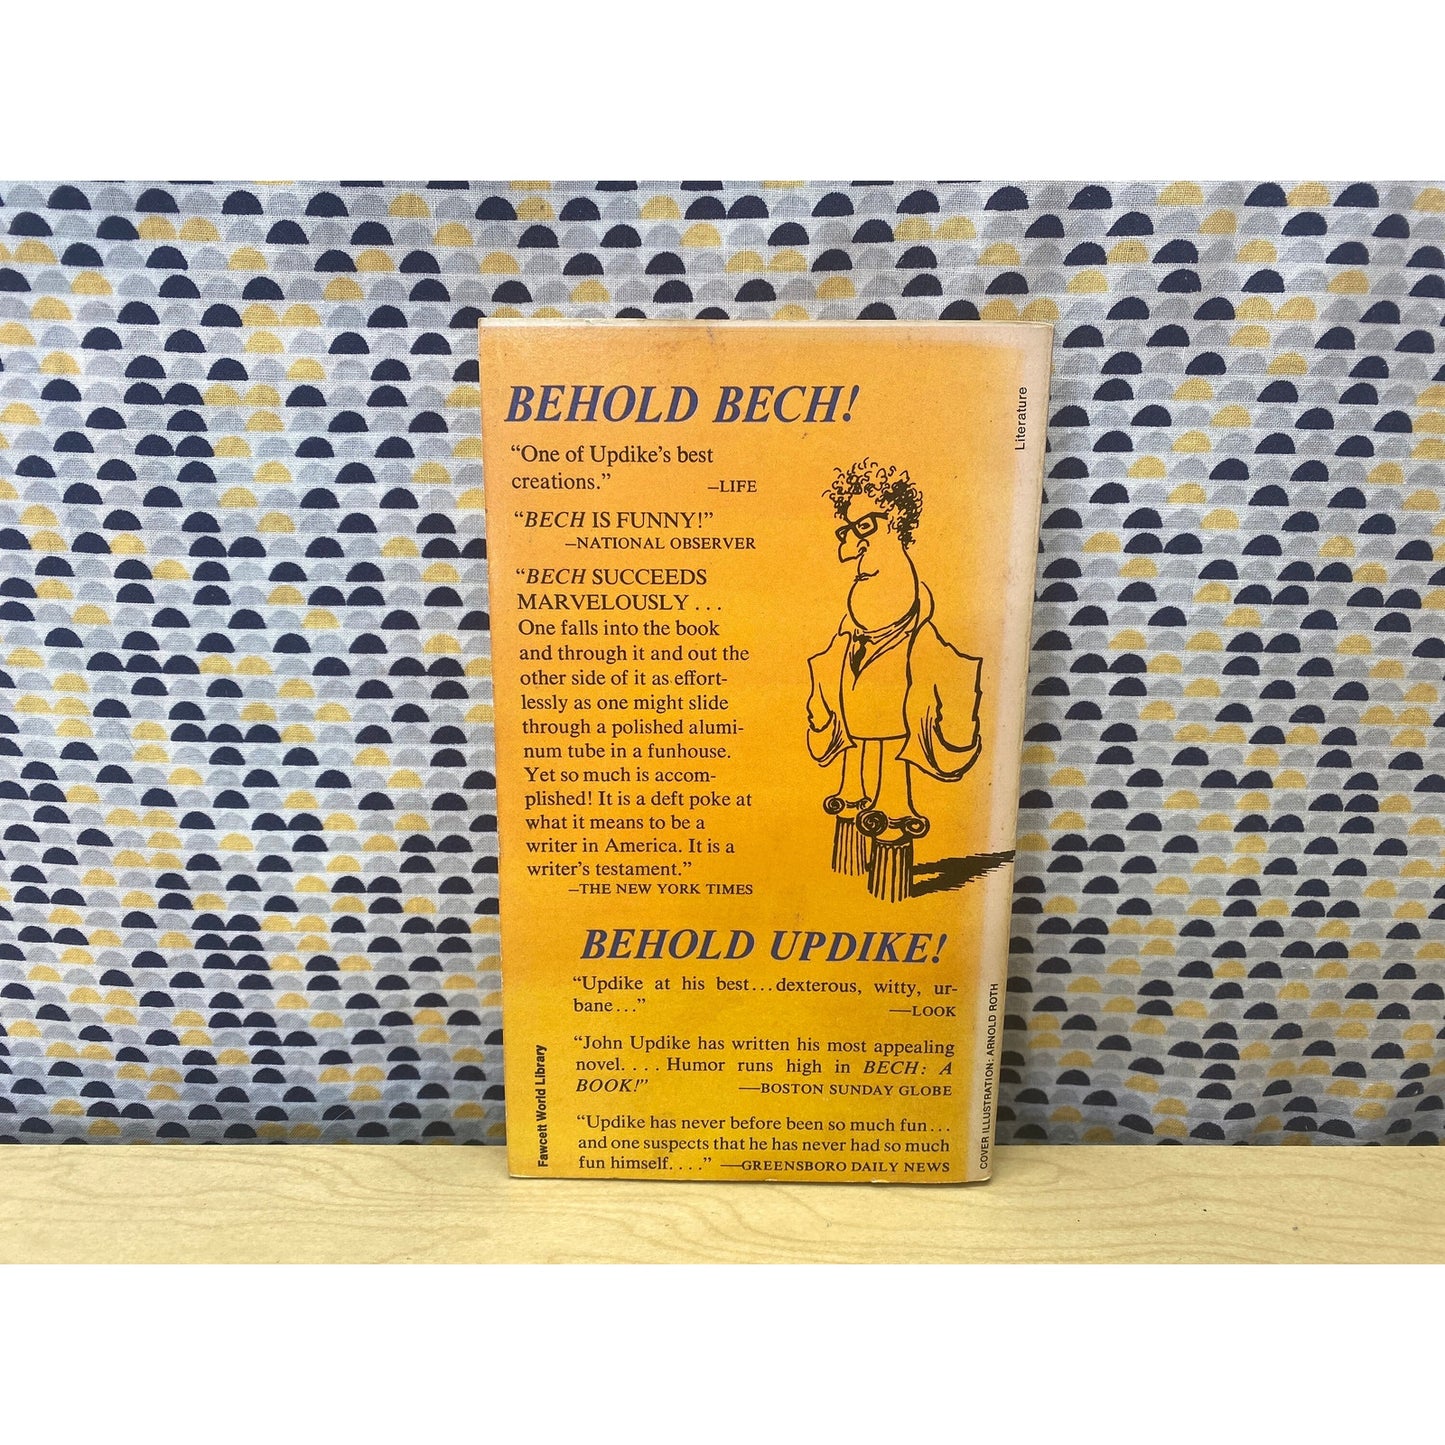 BEHOLD BECH!
Literature
“One of Updike’s best
creations.”
–LIFE
“BECH IS FUNNY!”
–NATIONAL OBSERVER
“BECH SUCCEEDS
MARVELOUSLY . . .
One falls into the book
and through it and out the
other side of it as effort-
lessly as one might slide
through a polished alumi-
num tube in a funhouse.
Yet so much is accom-
plished! It is a deft poke at
what it means to be a
writer in America. It is a
writer’s testament.”
–THE NEW YORK TIMES
BEHOLD UPDIKE!
“Updike at his best...dexterous, witty, ur-
bane...” —LOOK
“John Updike has written his most appealing
novel. . . . Humor runs high in BECH: A
BOOK!” —BOSTON SUNDAY GLOBE
“Updike has never before been so much fun...
and one suspects that he has never had so much
fun himself. . . .” —GREENSBORO DAILY NEWS
Fawcett World Library
COVER ILLUSTRATION: ARNOLD ROTH